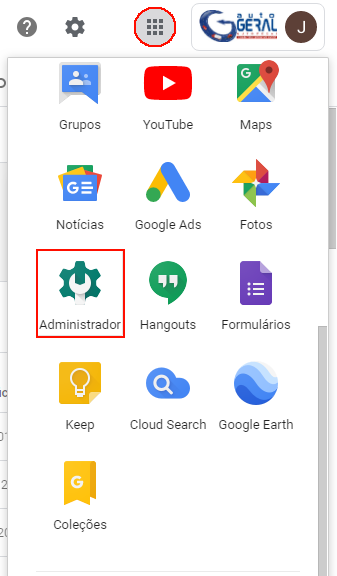 GERAL
J
Grupos YouTube Maps
Notícias Google Ads Fotos
Administrador Hangouts Formulários
Keep Cloud Search Google Earth
Coleções